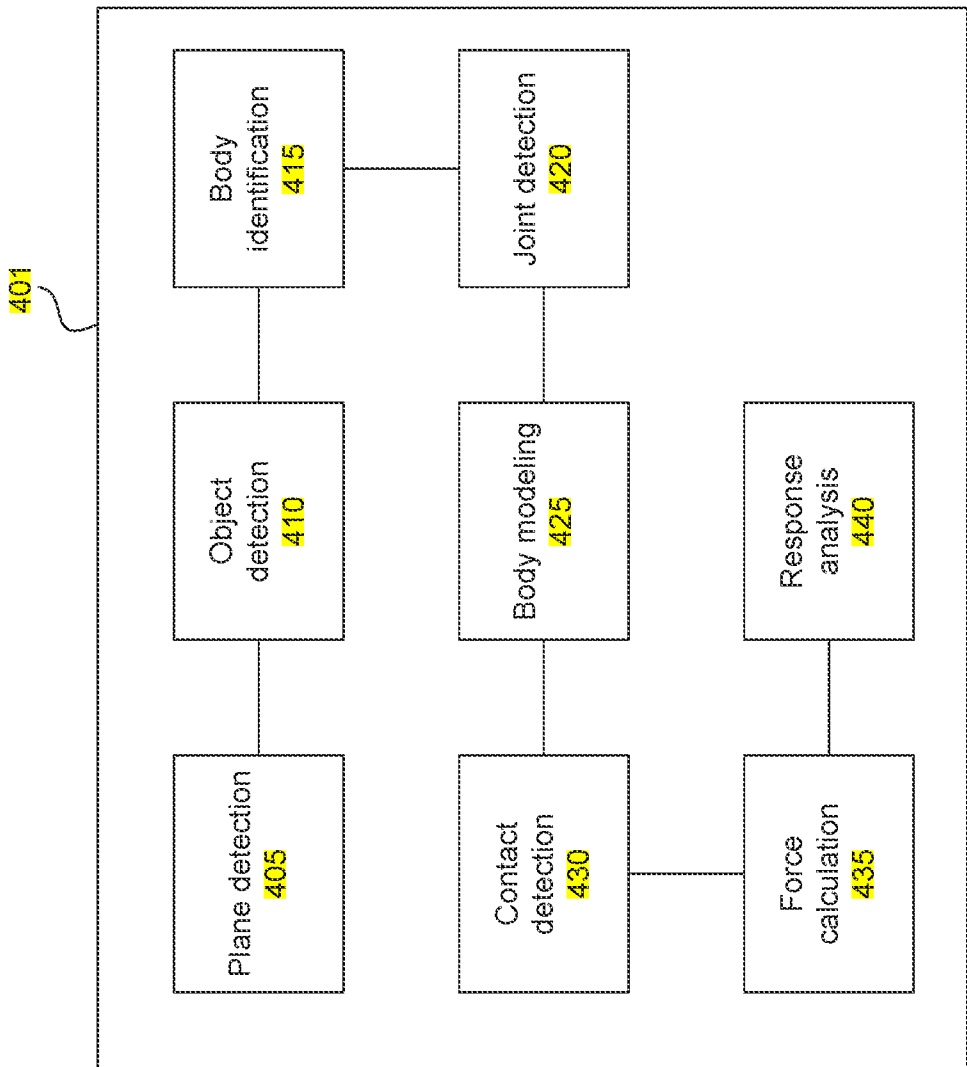 401
Plane detection
405
Object
detection
410
Body
identification
415
Contact
detection
430
Body modeling
425
Joint detection
420
Force
calculation
435
Response
analysis
440